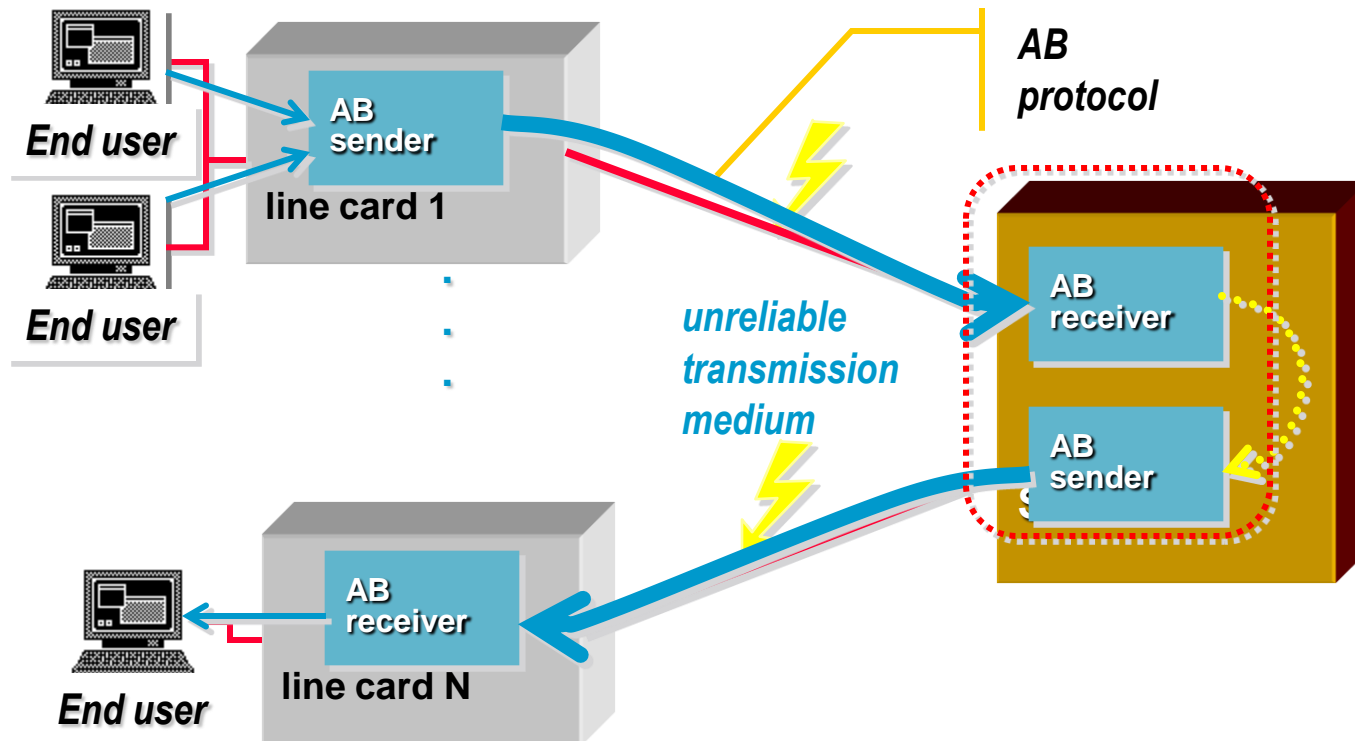 AB
protocol
AB
sender
End user
line card 1
End user
.
.
.
unreliable
transmission
medium
AB
receiver
AB
sender
AB
receiver
line card N
End user